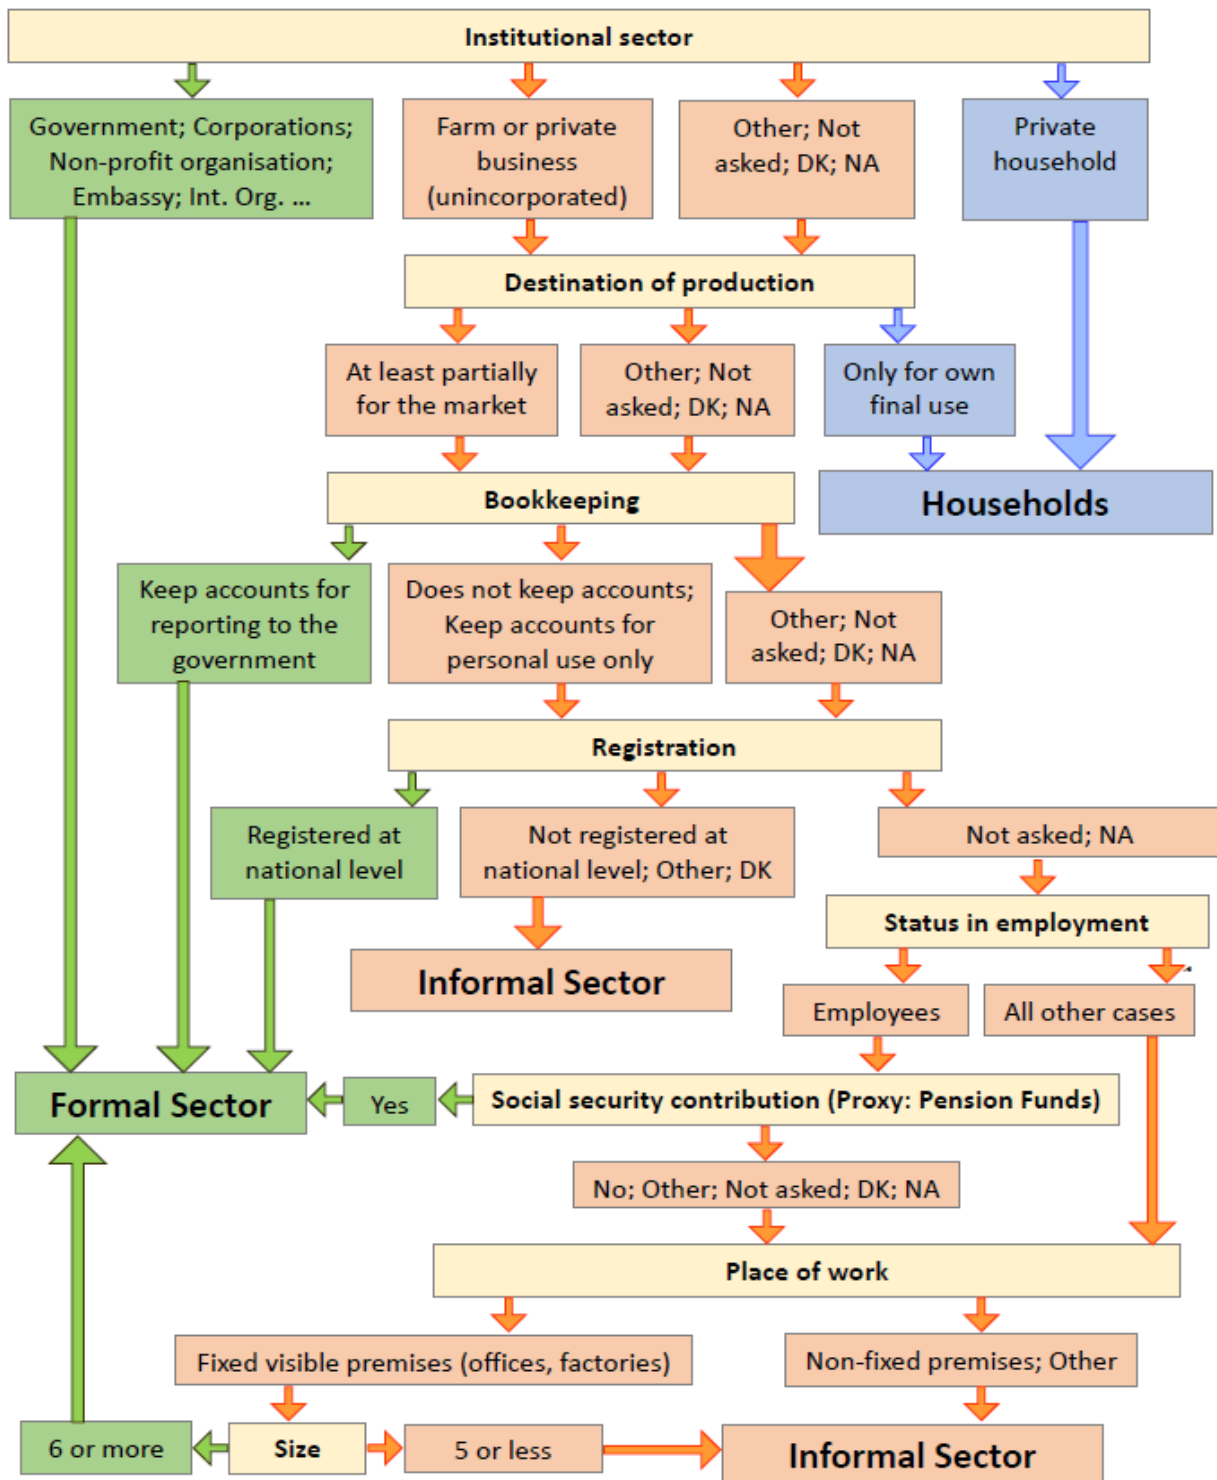 Institutional sector
Government; Corporations;
Non-profit organisation;
Embassy; Int. Org. ...
Farm or private
business
(unincorporated)
Other; Not
asked; DK; NA
Private
household
Destination of production
At least partially
for the market
Other; Not
asked; DK; NA
Only for own
final use
Bookkeeping
Households
Keep accounts for
reporting to the
government
Does not keep accounts;
Keep accounts for
personal use only
Other; Not
asked; DK; NA
Registration
Registered at
national level
Not registered at
national level; Other; DK
Not asked; NA
Status in employment
Informal Sector
Employees
All other cases
Formal Sector
Yes
Social security contribution (Proxy: Pension Funds)
No; Other; Not asked; DK; NA
Place of work
Fixed visible premises (offices, factories)
Non-fixed premises; Other
6 or more
Size
5 or less
Informal Sector